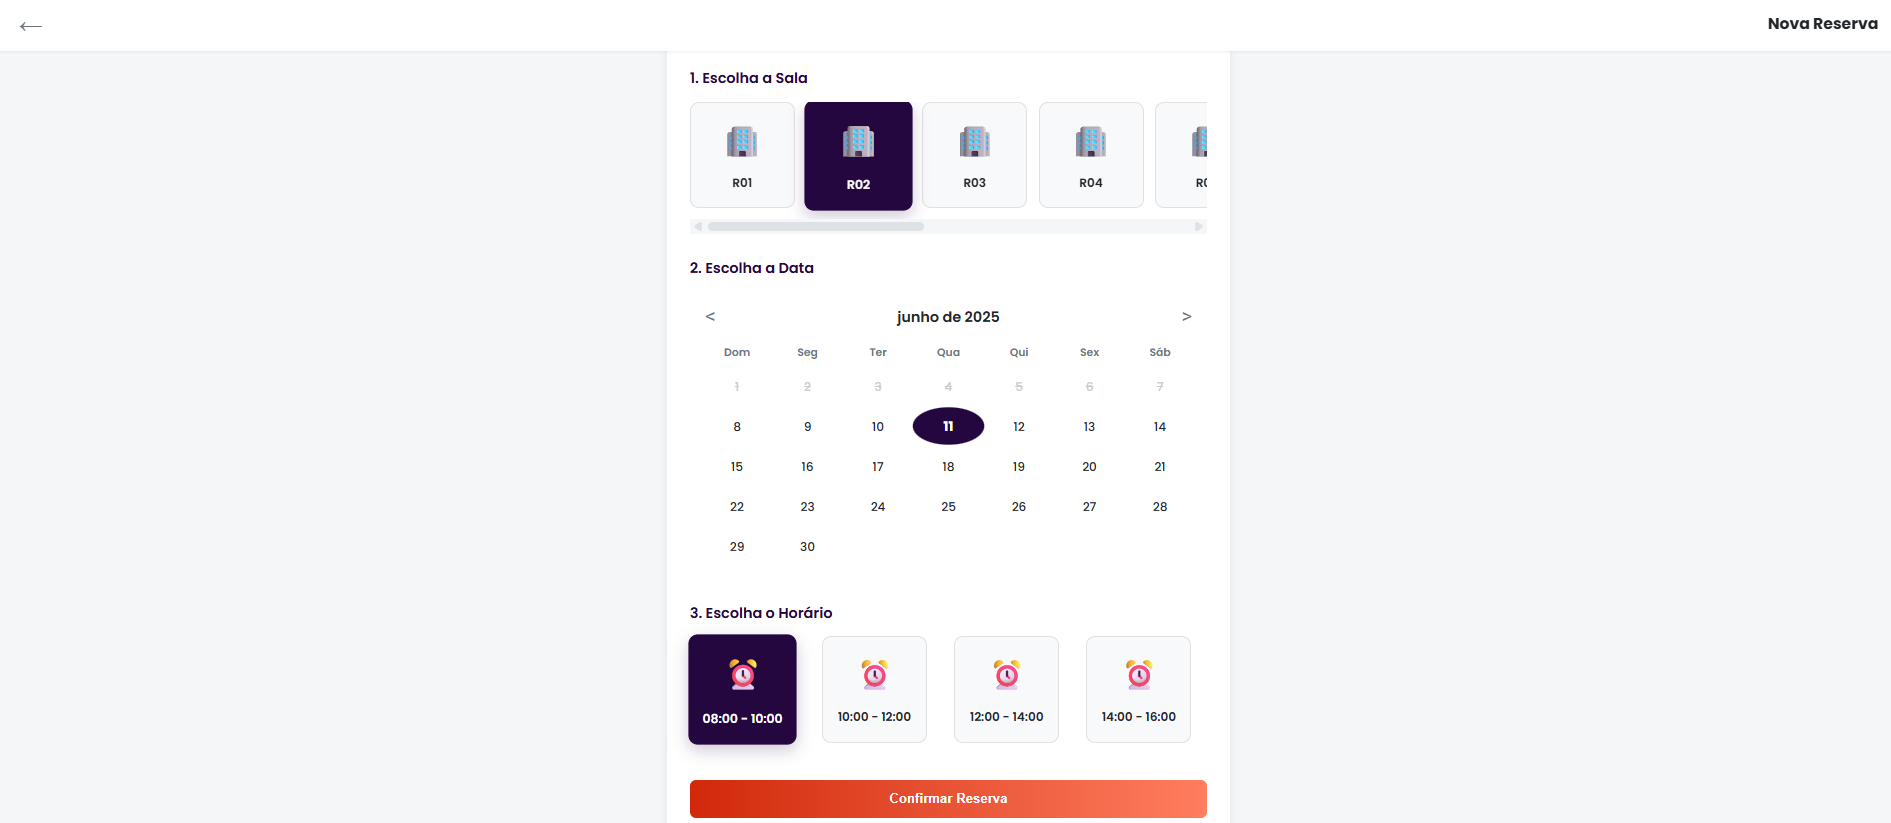 ←
Nova Reserva
1. Escolha a Sala
R01 R02 R03 R04
2. Escolha a Data
< junho de 2025 >
Dom Seg Ter Qua Qui Sex Sáb
1 2 3 4 5 6 7
8 9 10 11 12 13 14
15 16 17 18 19 20 21
22 23 24 25 26 27 28
29 30
3. Escolha o Horário
08:00 - 10:00 10:00 - 12:00 12:00 - 14:00 14:00 - 16:00
Confirmar Reserva